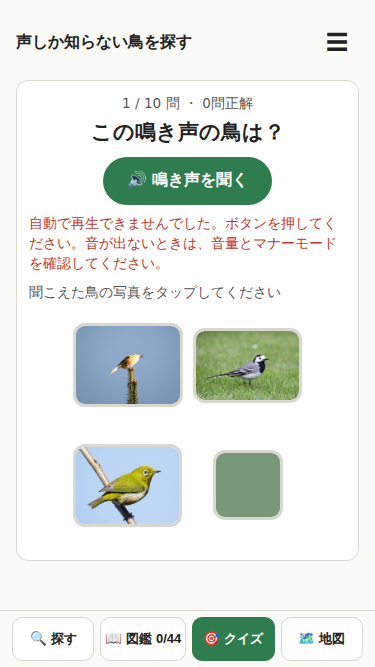 声しか知らない鳥を探す
1 / 10 問 ・ 0問正解
この鳴き声の鳥は？
🔊 鳴き声を聞く
自動で再生できませんでした。ボタンを押してく
ださい。音が出ないときは、音量とマナーモード
を確認してください。
聞こえた鳥の写真をタップしてください
🔍 探す
📖 図鑑 0/44
🎯 クイズ
🗺️ 地図